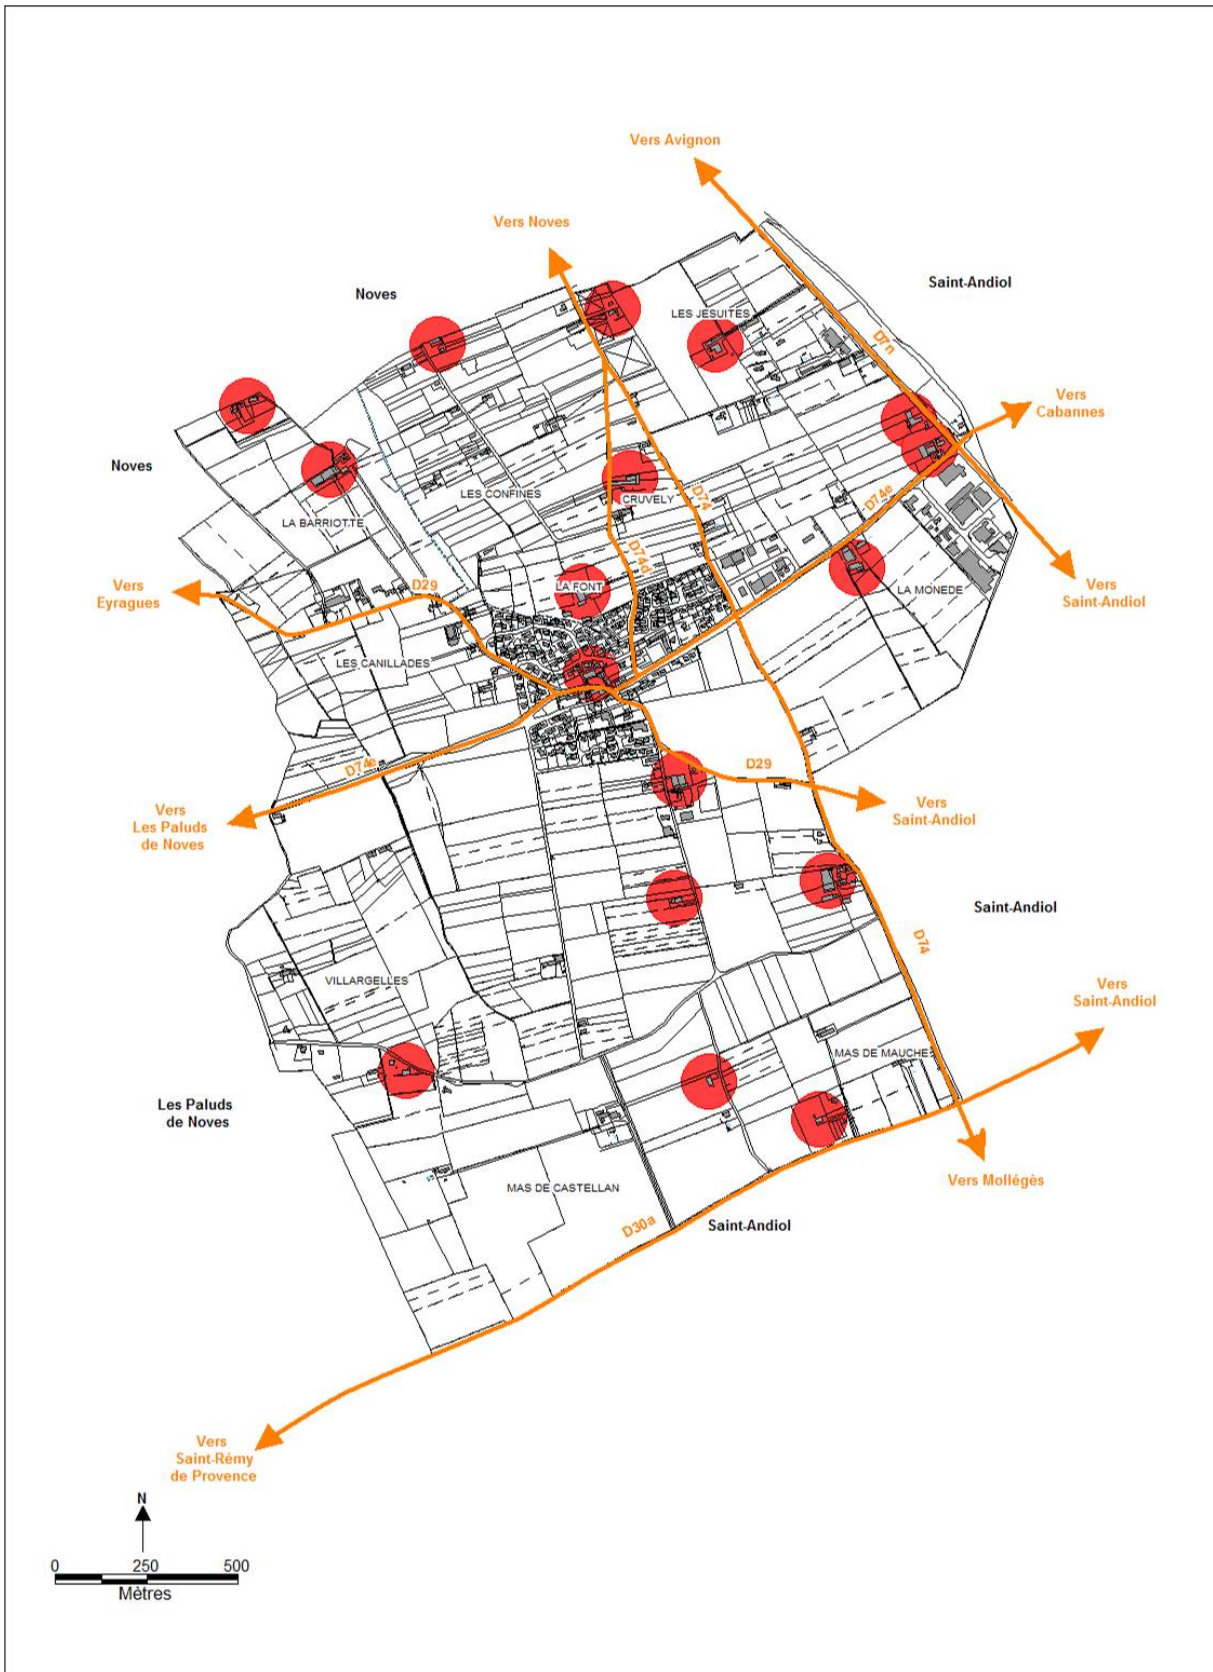 Vers Avignon
Vers Noves
Saint-Andiol
Noves
LES JESUITES
D7n
Vers
Cabannes
Noves
LES CONFINES
CRUVELY
D74
D74e
LA BARRIOTTE
D74d
Vers
Eyragues
D29
LA FONT
LA MONEDE
Vers
Saint-Andiol
LES CANILLADES
D74e
D29
Vers
Les Paluds
de Noves
Vers
Saint-Andiol
Saint-Andiol
D74
VILLARGELLES
Vers
Saint-Andiol
MAS DE MAUCHE
Les Paluds
de Noves
Vers Mollégès
MAS DE CASTELLAN
Saint-Andiol
D30a
Vers
Saint-Rémy
de Provence
N
0 250 500
Mètres